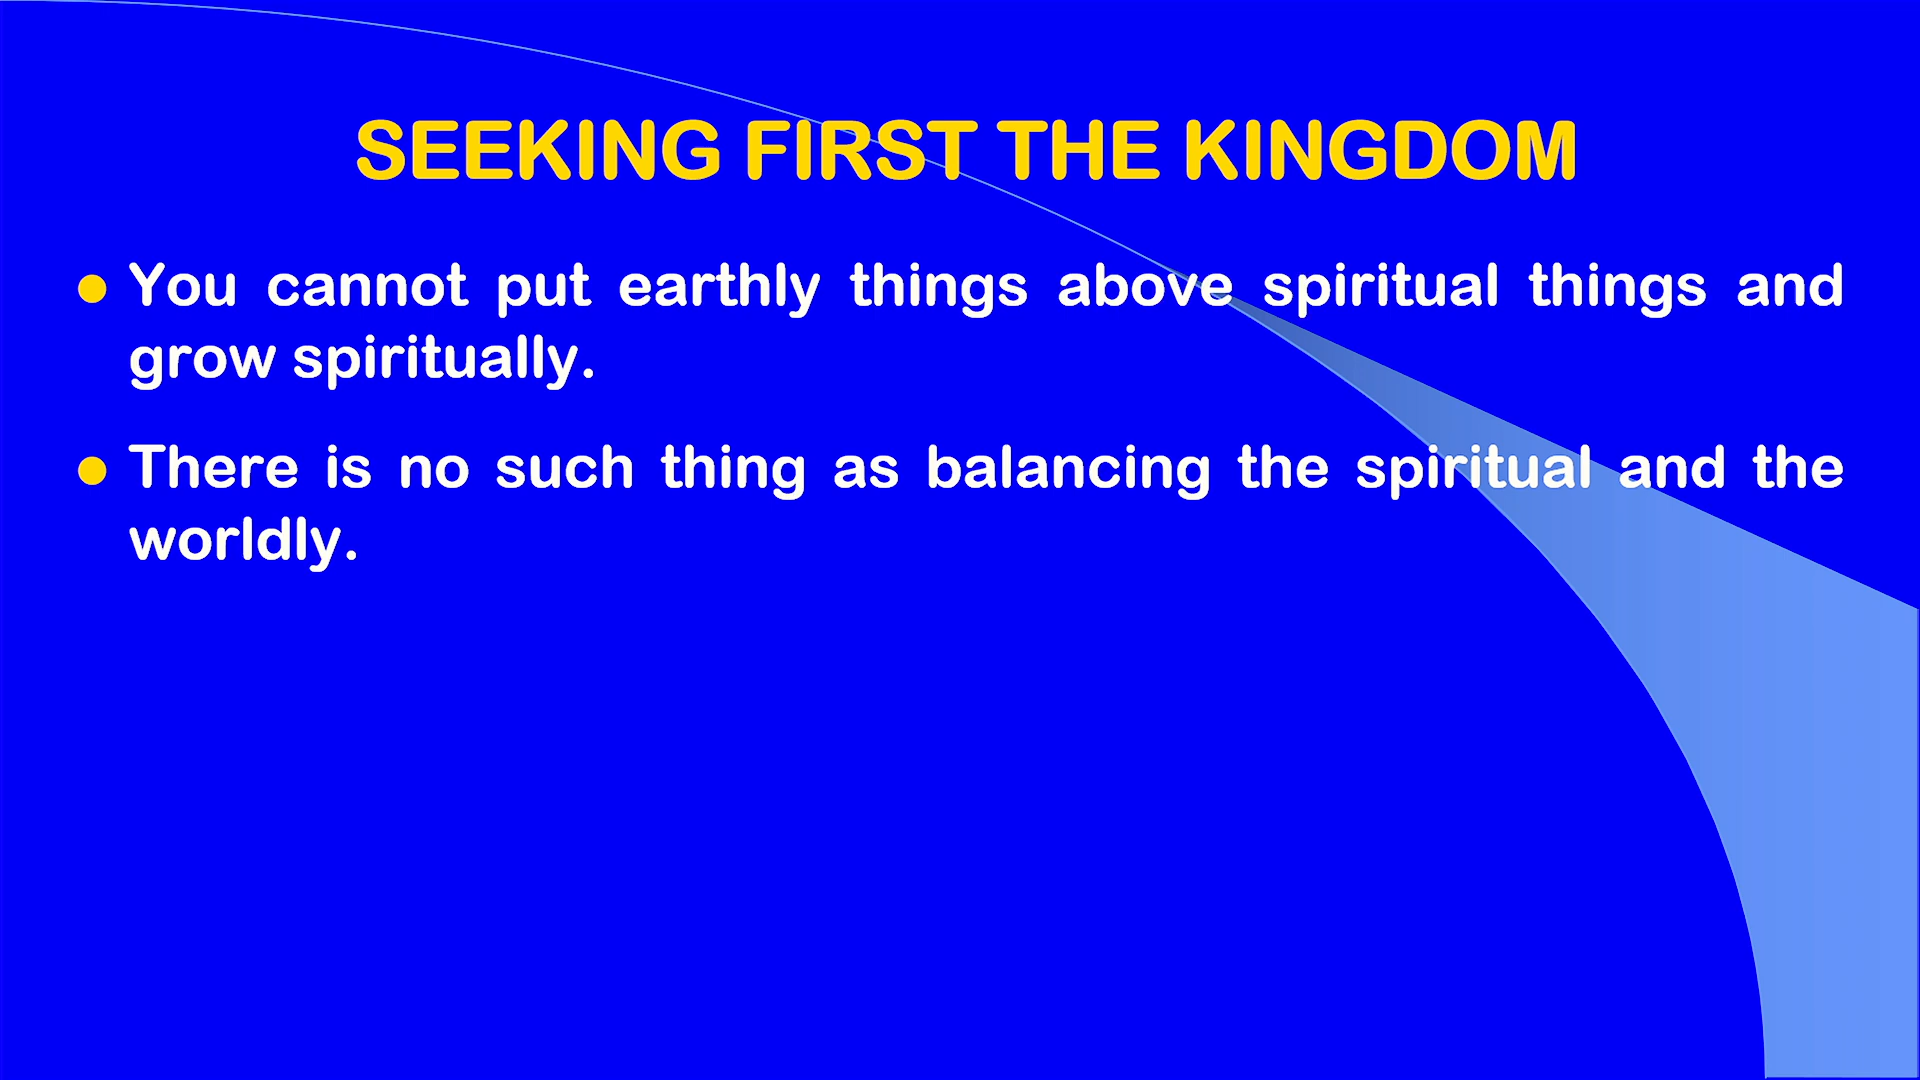 SEEKING FIRST THE KINGDOM
You cannot put earthly things above spiritual things and
grow spiritually.
There is no such thing as balancing the spiritual and the
worldly.